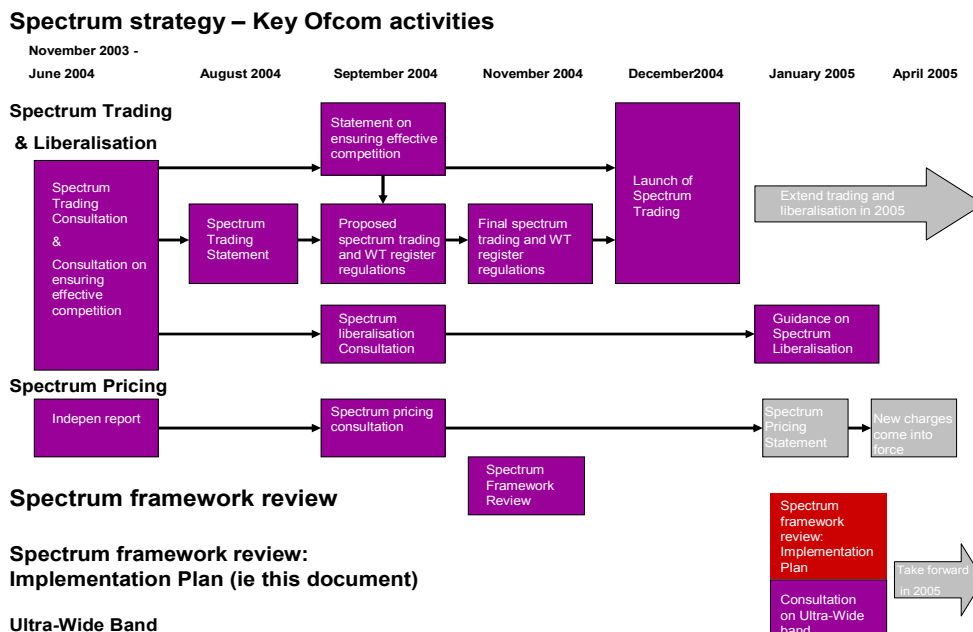 Spectrum strategy – Key Ofcom activities
November 2003 -
June 2004
August 2004
September 2004
November 2004
December2004
January 2005
April 2005
Spectrum Trading
& Liberalisation
Spectrum
Trading
Consultation
&
Consultation on
ensuring
effective
competition
Statement on
ensuring effective
competition
Spectrum
Trading
Statement
Proposed
spectrum trading
and WT register
regulations
Final spectrum
trading and WT
register
regulations
Launch of
Spectrum
Trading
Extend trading and
liberalisation in 2005
Spectrum
liberalisation
Consultation
Guidance on
Spectrum
Liberalisation
Spectrum Pricing
Indepen report
Spectrum pricing
consultation
Spectrum
Pricing
Statement
New charges
come into
force
Spectrum
Framework
Review
Spectrum framework review
Spectrum framework review:
Implementation Plan (ie this document)
Spectrum
framework
review:
Implementation
Plan
Take forward
in 2005
Ultra-Wide Band
Consultation
on Ultra-Wide
band